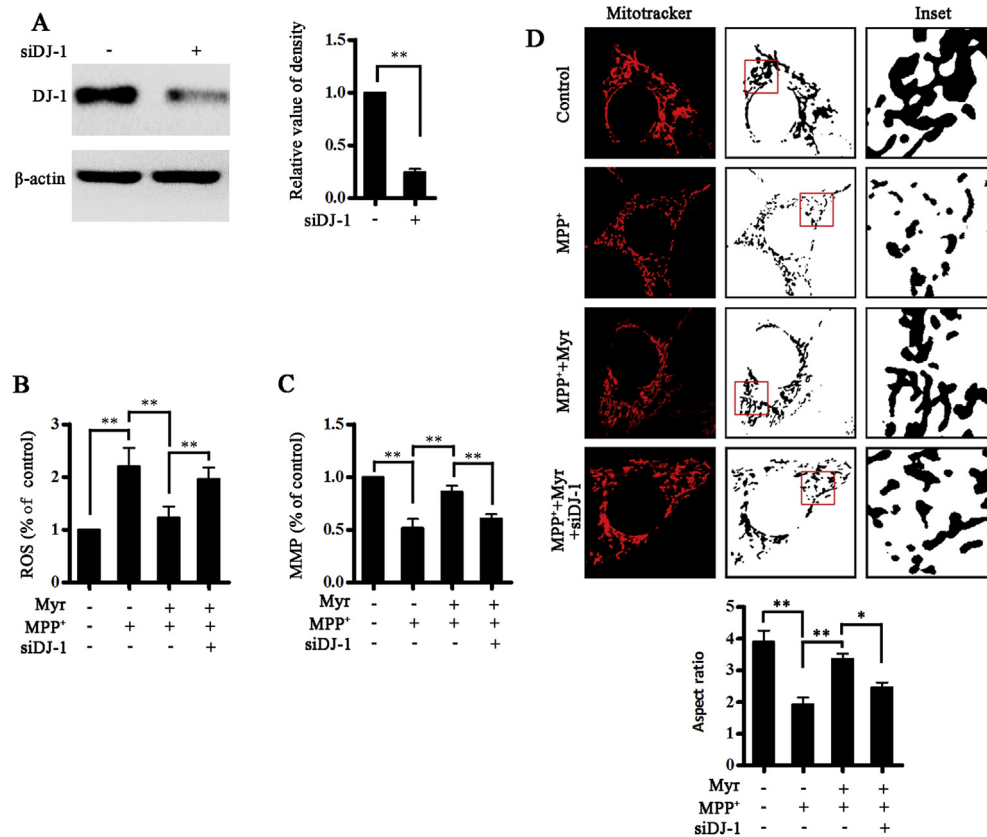 A
siDJ-1 - +
DJ-1
β-actin
Relative value of density
1.5
1.0
0.5
0.0
**
- +
siDJ-1
B
ROS (% of control)
3
2
1
0
** ** **
Myr - - + +
MPP⁺ - + + +
siDJ-1 - - - +
C
MMP (% of control)
1.5
1.0
0.5
0.0
** ** **
Myr - - + +
MPP⁺ - + + +
siDJ-1 - - - +
D
Mitotracker
Inset
Control
MPP⁺
MPP⁺+Myr
MPP⁺+Myr
+siDJ-1
Aspect ratio
5
4
3
2
1
0
** ** *
Myr - - + +
MPP⁺ - + + +
siDJ-1 - - - +